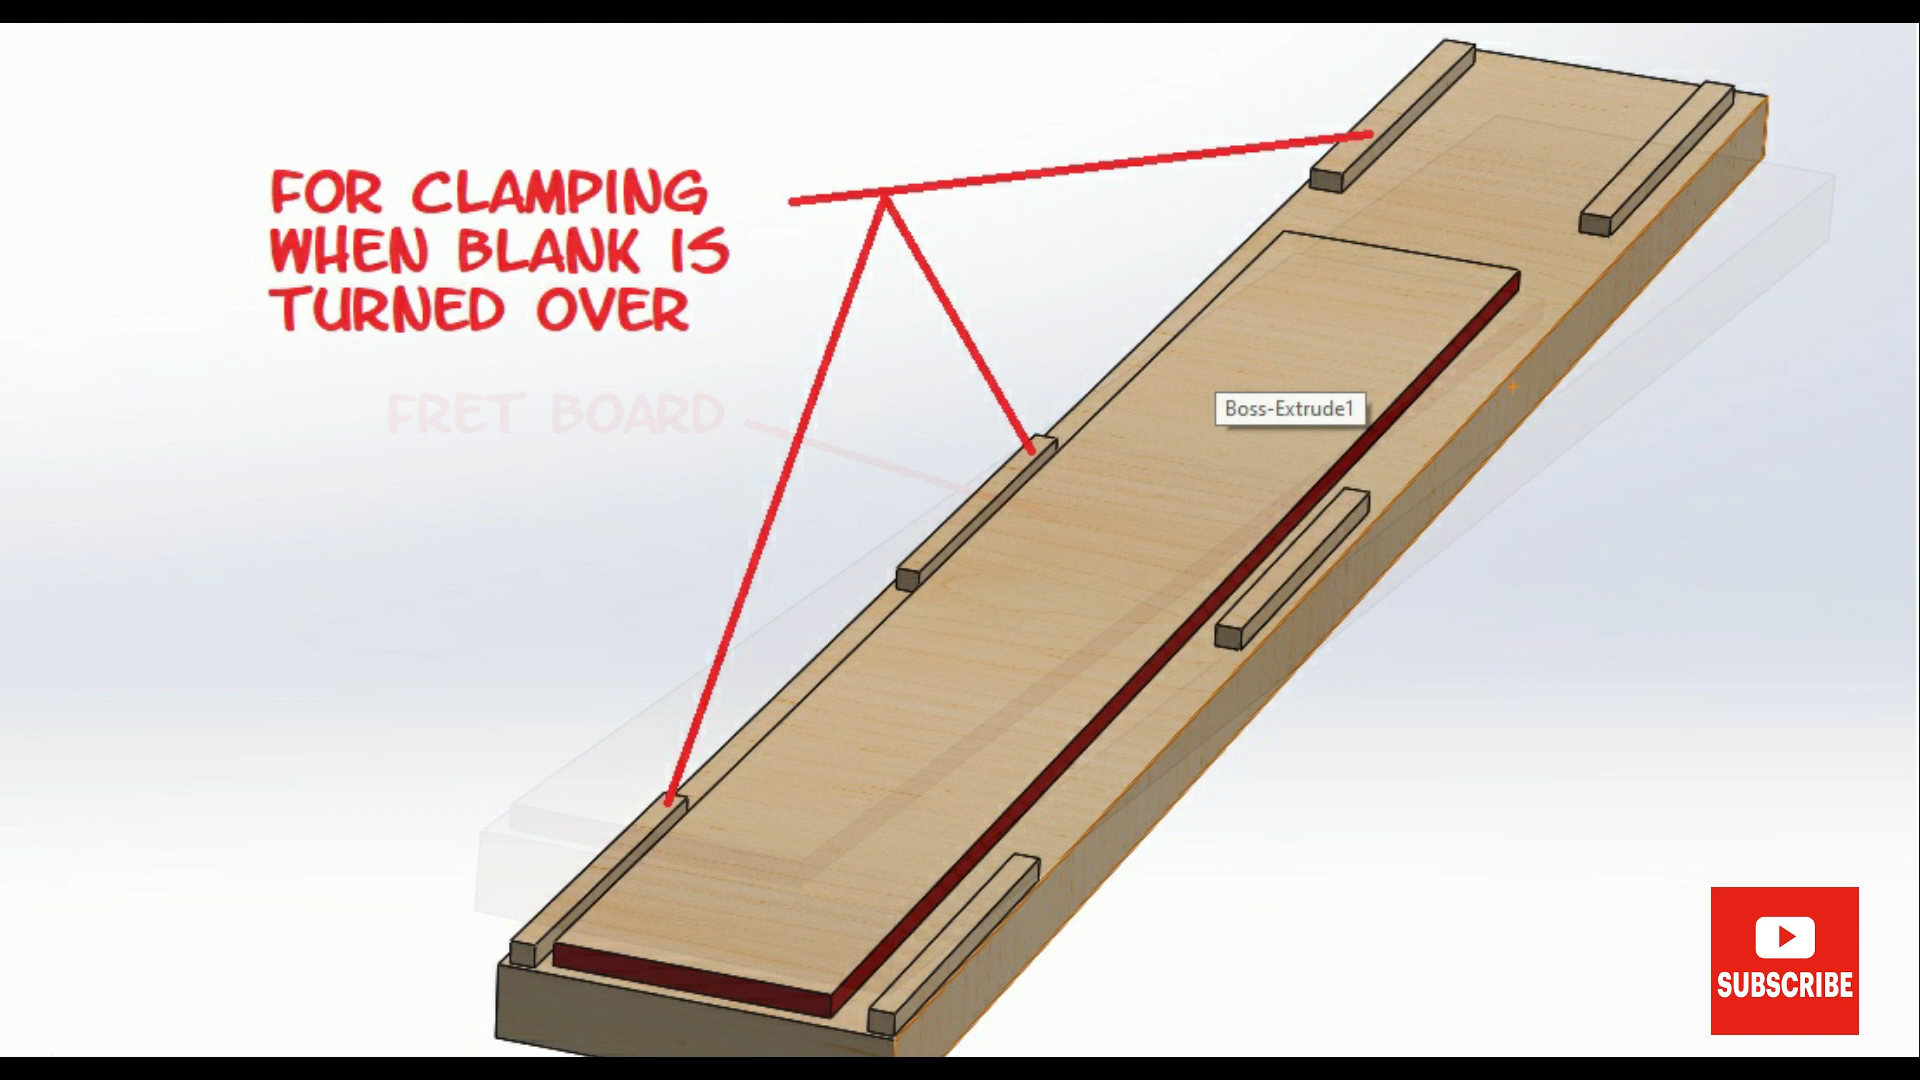 FOR CLAMPING
WHEN BLANK IS
TURNED OVER
FRET BOARD
Boss-Extrude1
SUBSCRIBE